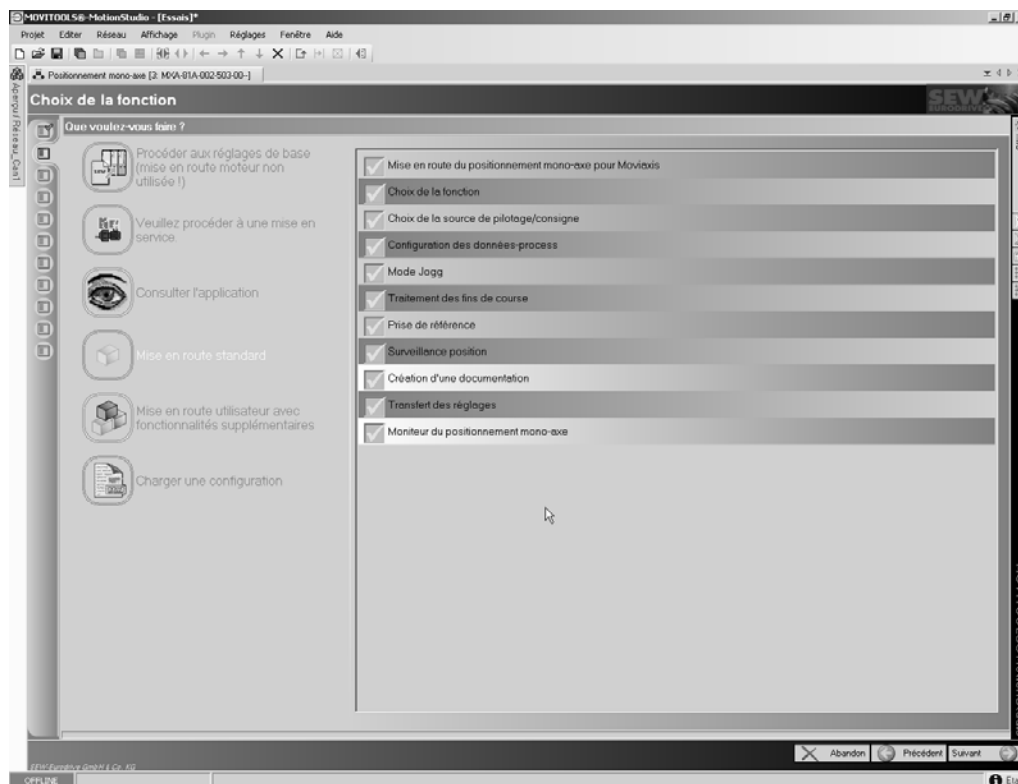 MOVITOOLS®-MotionStudio - [Essais]*
Projet Editer Réseau Affichage Plugin Réglages Fenêtre Aide
Positionnement mono-axe [3: MXA-81A-002-503-00-]
Aperçu/ Réseau_Can1
Choix de la fonction
SEW
EURODRIVE
Que voulez-vous faire ?
Procéder aux réglages de base
(mise en route moteur non
utilisée !)
Veuillez procéder à une mise en
service.
Consulter l'application
Mise en route standard
Mise en route utilisateur avec
fonctionnalités supplémentaires
Charger une configuration
Mise en route du positionnement mono-axe pour Moviaxis
Choix de la fonction
Choix de la source de pilotage/consigne
Configuration des données-process
Mode Jogg
Traitement des fins de course
Prise de référence
Surveillance position
Création d'une documentation
Transfert des réglages
Moniteur du positionnement mono-axe
Abandon Précédent Suivant
SEW-Eurodrive GmbH & Co. KG
OFFLINE